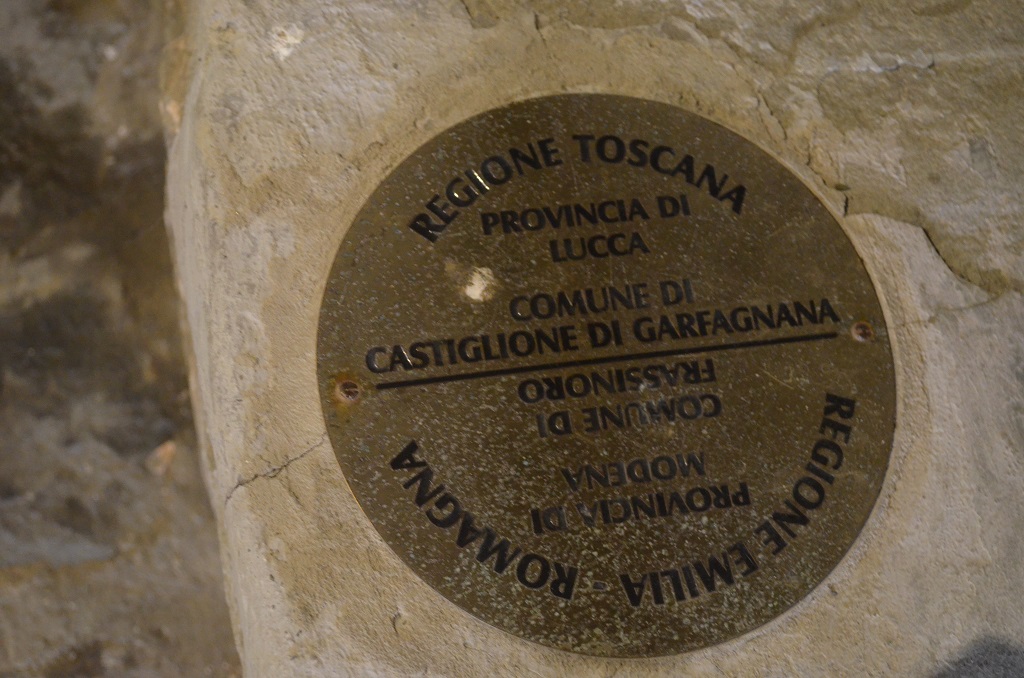 REGIONE TOSCANA
PROVINCIA DI
LUCCA
COMUNE DI
CASTIGLIONE DI GARFAGNANA
FRASSINORO
COMUNE DI
MODENA
PROVINCIA DI
REGIONE EMILIA - ROMAGNA